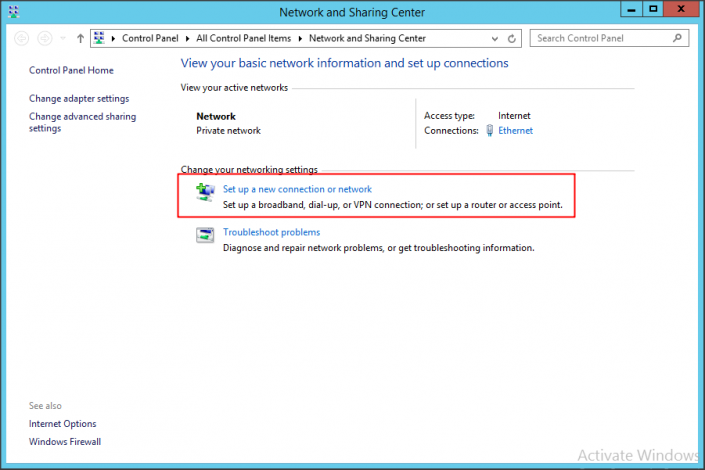 Network and Sharing Center
Control Panel
All Control Panel Items
Network and Sharing Center
Search Control Panel
Control Panel Home
Change adapter settings
Change advanced sharing
settings
View your basic network information and set up connections
View your active networks
Network
Private network
Access type:
Internet
Connections:
Ethernet
Change your networking settings
Set up a new connection or network
Set up a broadband, dial-up, or VPN connection; or set up a router or access point.
Troubleshoot problems
Diagnose and repair network problems, or get troubleshooting information.
See also
Internet Options
Windows Firewall
Activate Windows